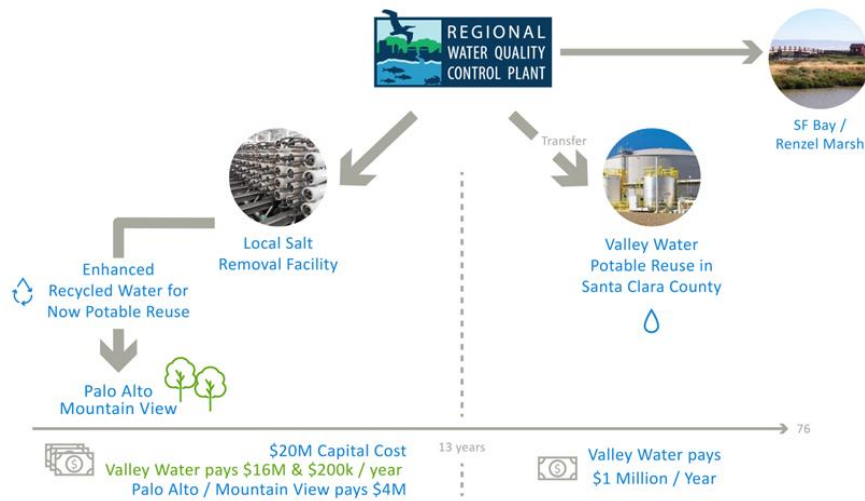 REGIONAL
WATER QUALITY
CONTROL PLANT
SF Bay /
Renzel Marsh
Transfer
Local Salt
Removal Facility
Valley Water
Potable Reuse in
Santa Clara County
Enhanced
Recycled Water for
Now Potable Reuse
Palo Alto
Mountain View
76
13 years
$20M Capital Cost
Valley Water pays $16M & $200k / year
Palo Alto / Mountain View pays $4M
Valley Water pays
$1 Million / Year